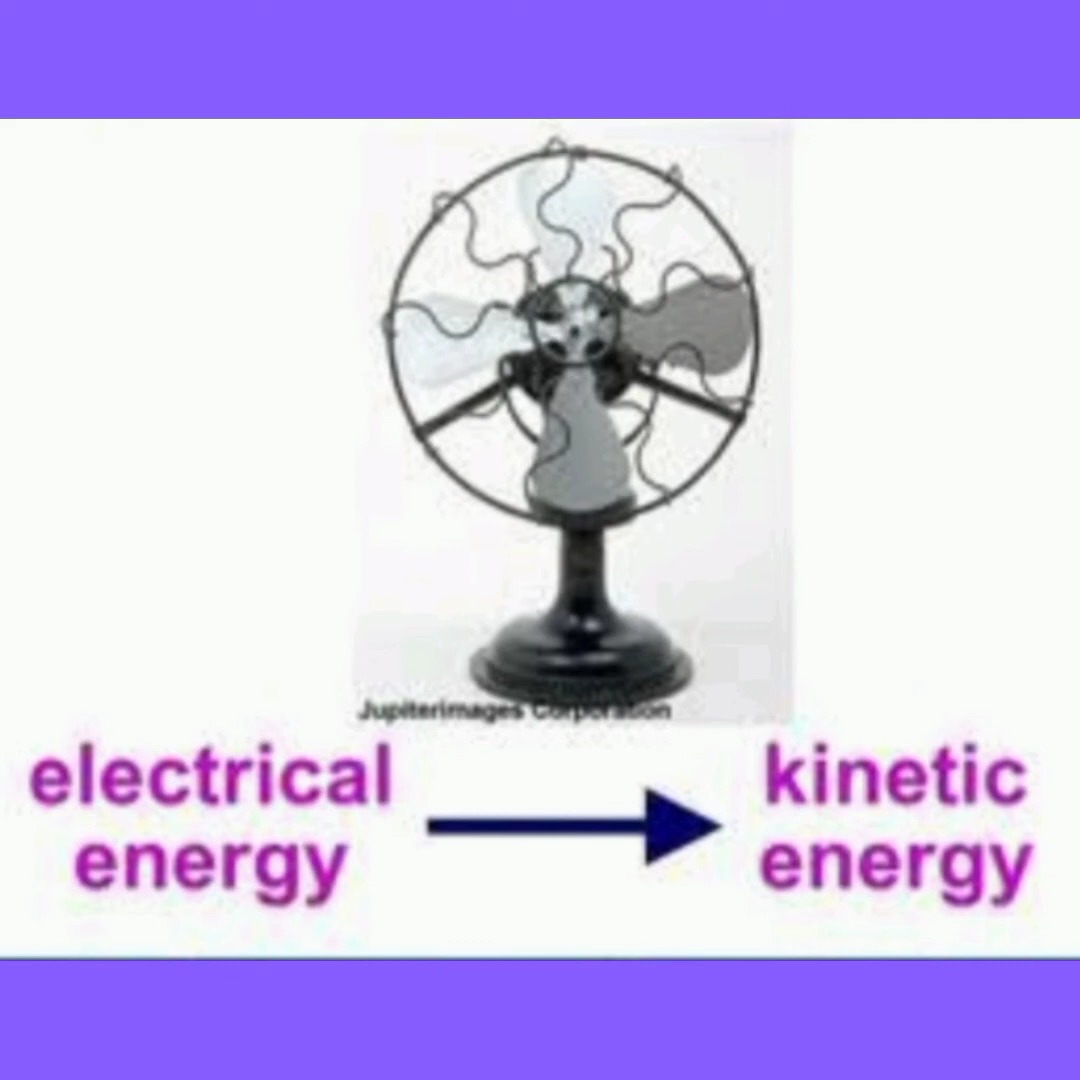 Jupiterimages Corporation
electrical
energy
kinetic
energy